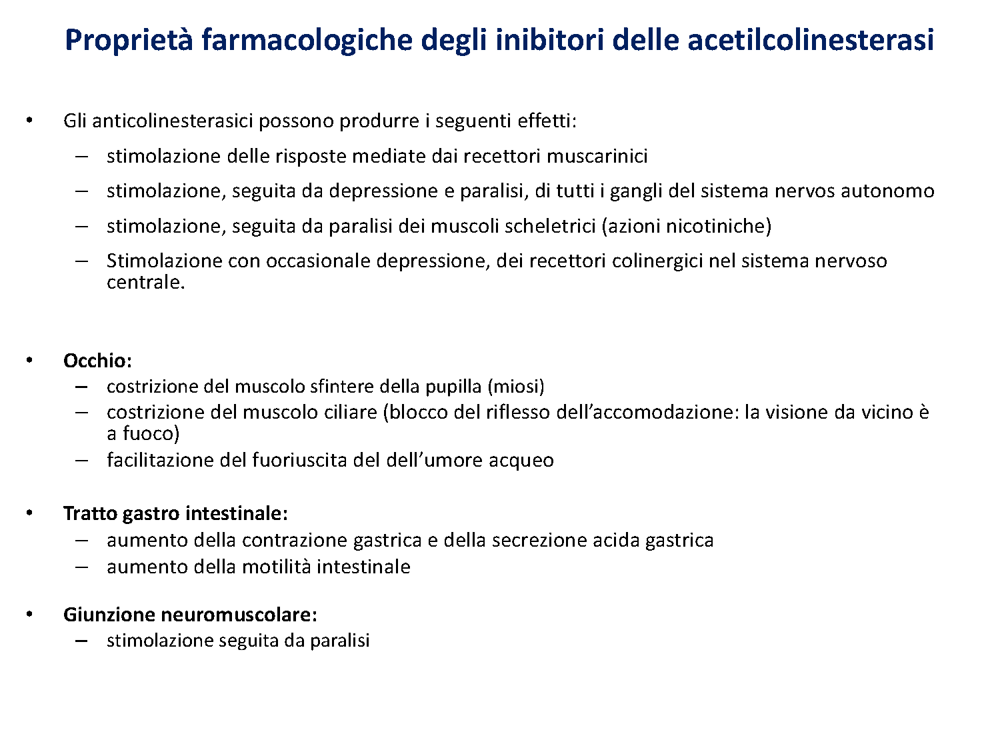 Proprietà farmacologiche degli inibitori delle acetilcolinesterasi
• Gli anticolinesterasici possono produrre i seguenti effetti:
– stimolazione delle risposte mediate dai recettori muscarinici
– stimolazione, seguita da depressione e paralisi, di tutti i gangli del sistema nervos autonomo
– stimolazione, seguita da paralisi dei muscoli scheletrici (azioni nicotiniche)
– Stimolazione con occasionale depressione, dei recettori colinergici nel sistema nervoso
centrale.
• Occhio:
– costrizione del muscolo sfintere della pupilla (miosi)
– costrizione del muscolo ciliare (blocco del riflesso dell’accomodazione: la visione da vicino è
a fuoco)
– facilitazione del fuoriuscita del dell’umore acqueo
• Tratto gastro intestinale:
– aumento della contrazione gastrica e della secrezione acida gastrica
– aumento della motilità intestinale
• Giunzione neuromuscolare:
– stimolazione seguita da paralisi